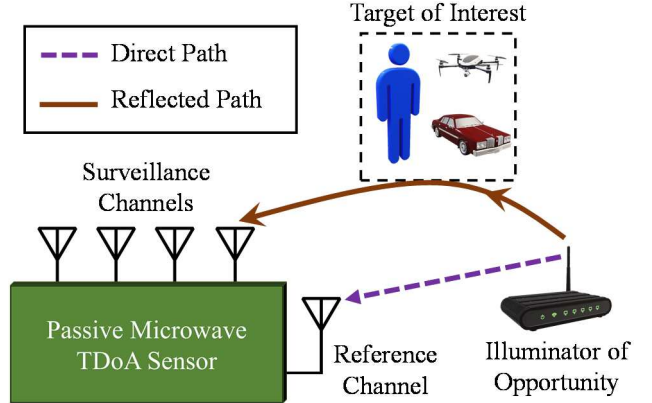 Target of Interest
Direct Path
Reflected Path
Surveillance
Channels
Passive Microwave
TDoA Sensor
Reference
Channel
Illuminator of
Opportunity